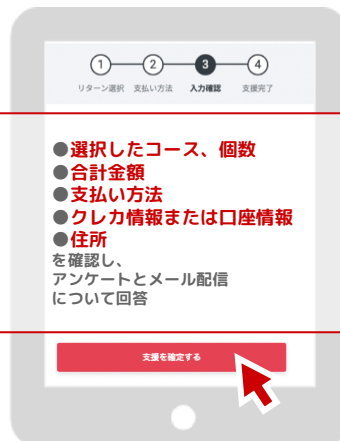 1 2 3 4
リターン選択 支払い方法 入力確認 支援完了
●選択したコース、個数
●合計金額
●支払い方法
●クレカ情報または口座情報
●住所
を確認し、
アンケートとメール配信
について回答
支援を確定する